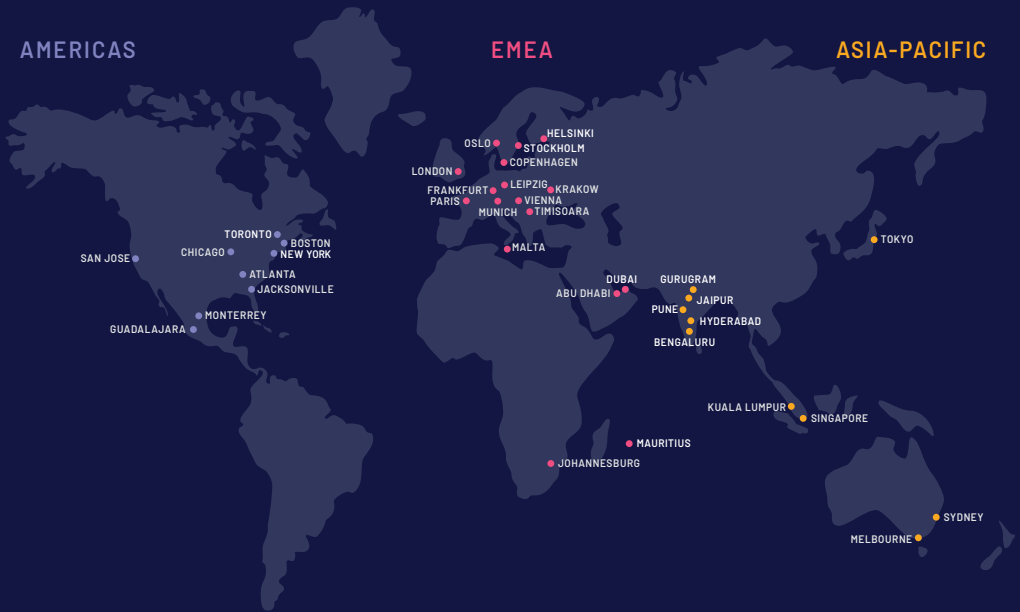 AMERICAS
EMEA
ASIA-PACIFIC
HELSINKI
OSLO
STOCKHOLM
COPENHAGEN
LONDON
LEIPZIG
FRANKFURT
KRAKOW
PARIS
VIENNA
MUNICH
TIMISOARA
TORONTO
BOSTON
CHICAGO
NEW YORK
SAN JOSE
ATLANTA
JACKSONVILLE
MONTERREY
GUADALAJARA
MALTA
DUBAI
ABU DHABI
GURUGRAM
JAIPUR
PUNE
HYDERABAD
BENGALURU
TOKYO
KUALA LUMPUR
SINGAPORE
MAURITIUS
JOHANNESBURG
SYDNEY
MELBOURNE